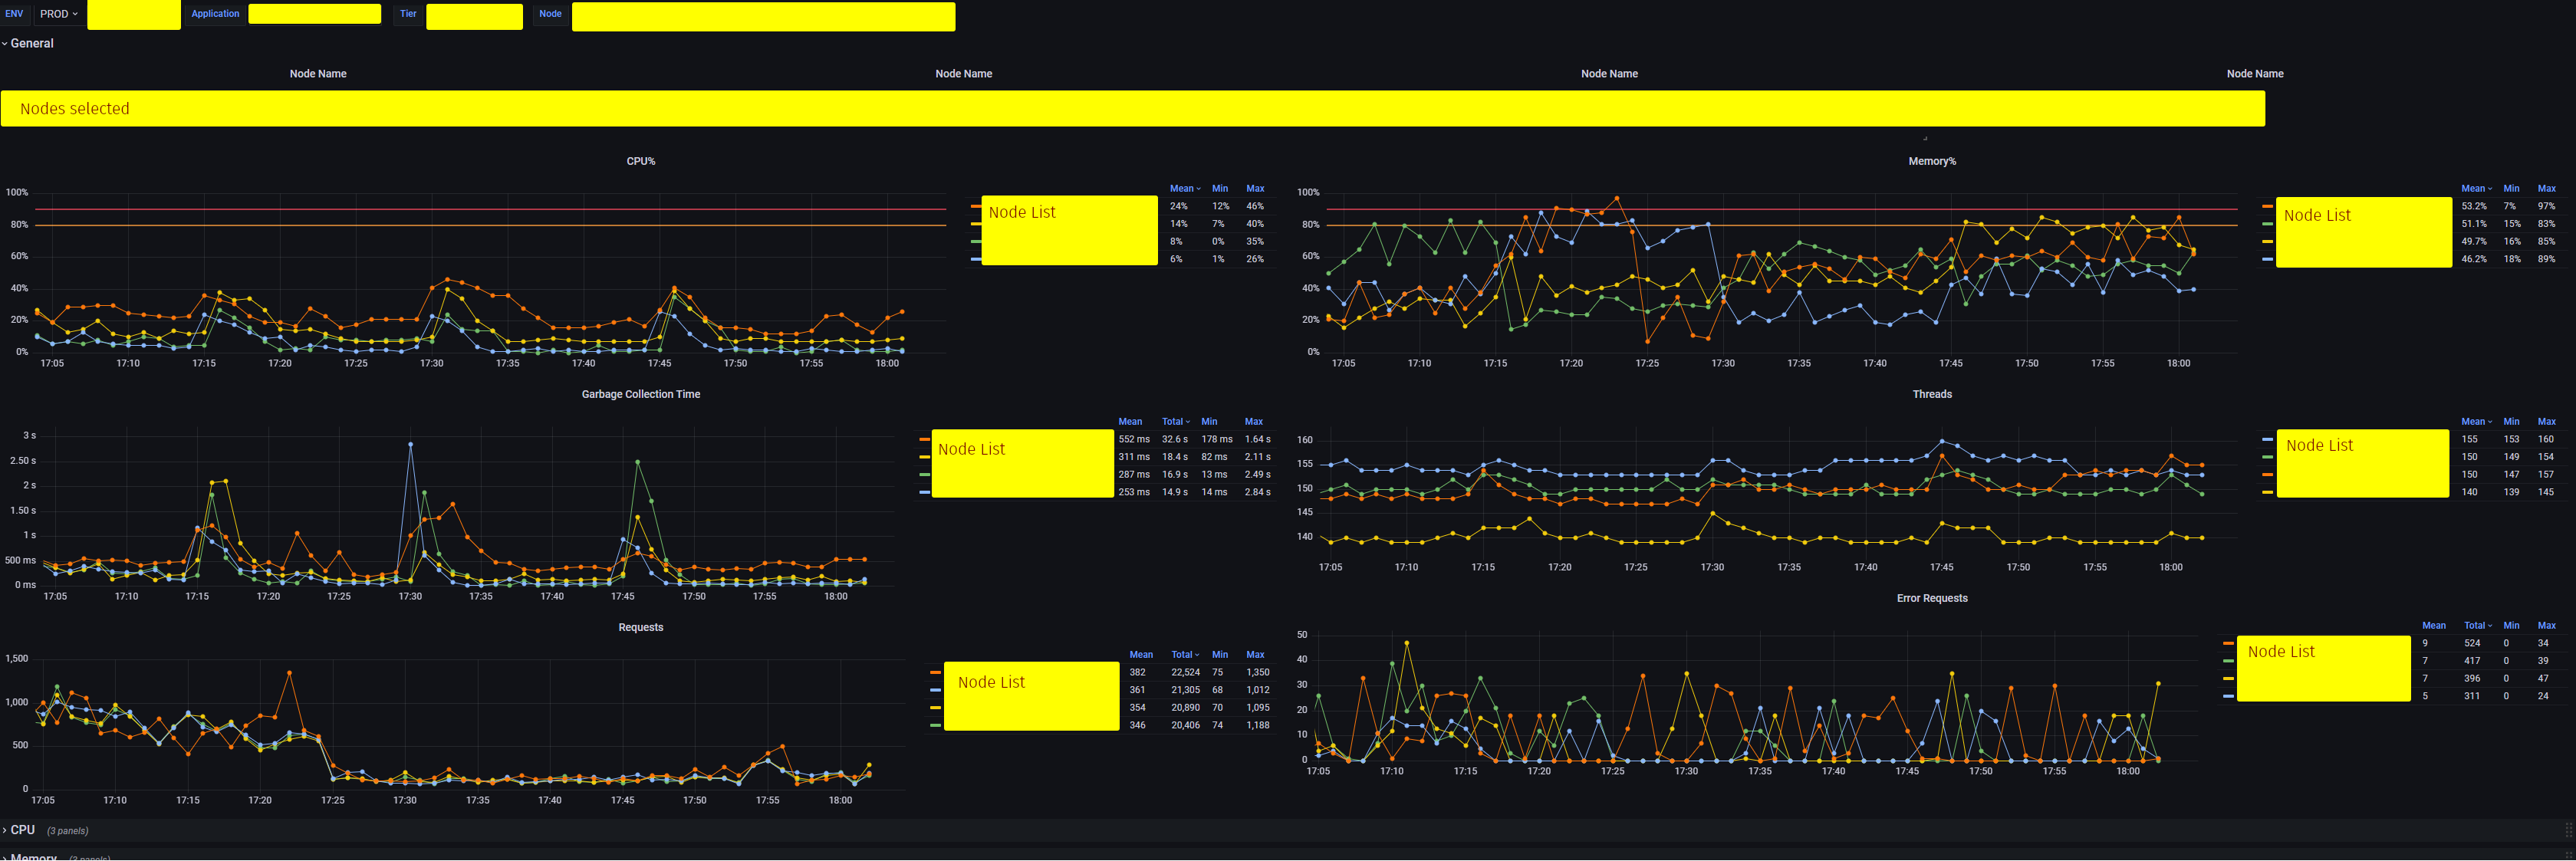 ENV PROD Application Tier Node
General
Node Name Node Name Node Name Node Name
Nodes selected
CPU%
100%
80%
60%
40%
20%
0%
17:05 17:10 17:15 17:20 17:25 17:30 17:35 17:40 17:45 17:50 17:55 18:00
Node List
Mean Min Max
24% 12% 46%
14% 7% 40%
8% 0% 35%
6% 1% 26%
Memory%
100%
80%
60%
40%
20%
0%
17:05 17:10 17:15 17:20 17:25 17:30 17:35 17:40 17:45 17:50 17:55 18:00
Node List
Mean Min Max
53.2% 7% 97%
51.1% 15% 83%
49.7% 16% 85%
46.2% 18% 89%
Garbage Collection Time
3 s
2.50 s
2 s
1.50 s
1 s
500 ms
0 ms
17:05 17:10 17:15 17:20 17:25 17:30 17:35 17:40 17:45 17:50 17:55 18:00
Node List
Mean Total Min Max
552 ms 32.6 s 178 ms 1.64 s
311 ms 18.4 s 82 ms 2.11 s
287 ms 16.9 s 13 ms 2.49 s
253 ms 14.9 s 14 ms 2.84 s
Threads
160
155
150
145
140
17:05 17:10 17:15 17:20 17:25 17:30 17:35 17:40 17:45 17:50 17:55 18:00
Node List
Mean Min Max
155 153 160
150 149 154
150 147 157
140 139 145
Requests
1,500
1,000
500
0
17:05 17:10 17:15 17:20 17:25 17:30 17:35 17:40 17:45 17:50 17:55 18:00
Node List
Mean Total Min Max
382 22,524 75 1,350
361 21,305 68 1,012
354 20,890 70 1,095
346 20,406 74 1,188
Error Requests
50
40
30
20
10
0
17:05 17:10 17:15 17:20 17:25 17:30 17:35 17:40 17:45 17:50 17:55 18:00
Node List
Mean Total Min Max
9 524 0 34
7 417 0 39
7 396 0 47
5 311 0 24
CPU (3 panels)
Memory (3 panels)